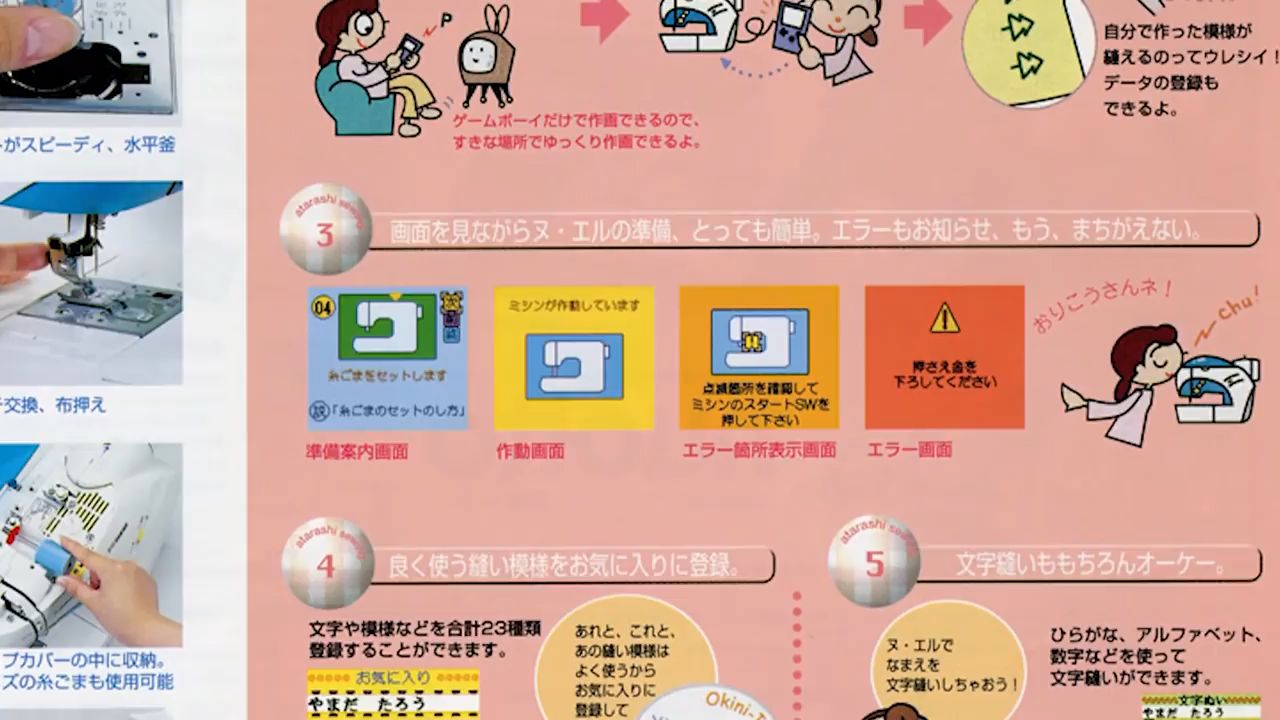 P
自分で作った模様が
縫えるのってウレシイ！
データの登録も
できるよ。
ゲームボーイだけで作画できるので、
すきな場所でゆっくり作画できるよ。
がスピーディ、水平釜
atarashi
3
画面を見ながらヌ・エルの準備、とっても簡単。エラーもお知らせ、もう、まちがえない。
04
糸ごまをセットします
「糸ごまのセットのし方」
準備案内画面
ミシンが作動しています
作動画面
点滅箇所を確認して
ミシンのスタートSWを
押して下さい
エラー箇所表示画面
押さえ金を
下ろしてください
エラー画面
おりこうさんネ！
chu!
交換、布押え
プカバーの中に収納。
ズの糸ごまも使用可能
atarashi
4
良く使う縫い模様をお気に入りに登録。
文字や模様などを合計23種類
登録することができます。
お気に入り
やまだ　たろう
あれと、これと、
あの縫い模様は
よく使うから
お気に入りに
登録して
Okini-
atarashi
5
文字縫いももちろんオーケー。
ヌ・エルで
なまえを
文字縫いしちゃおう！
ひらがな、アルファベット、
数字などを使って
文字縫いができます。
文字ぬい
やまだ　たろう